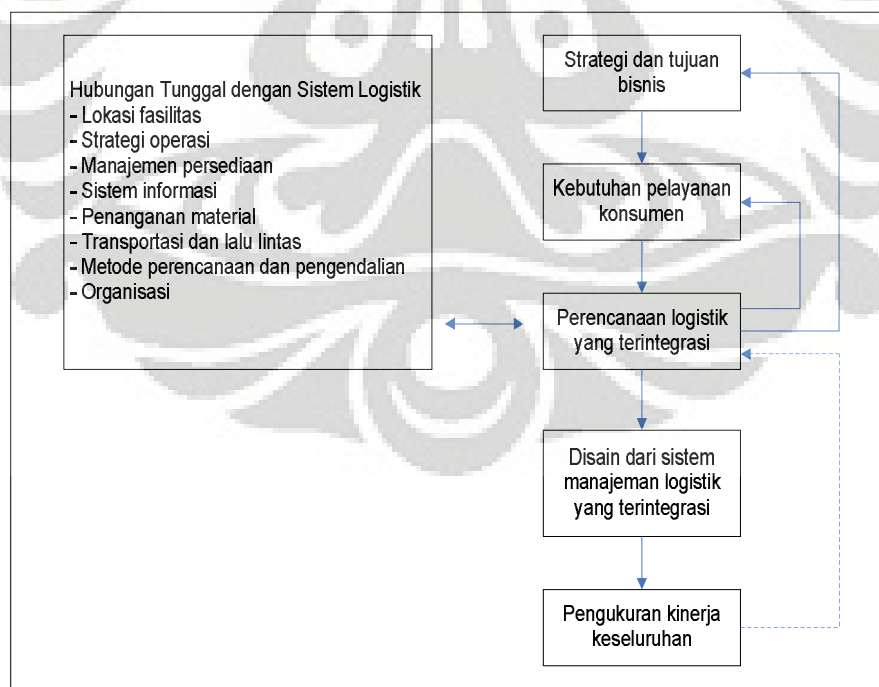 Hubungan Tunggal dengan Sistem Logistik
- Lokasi fasilitas
- Strategi operasi
- Manajemen persediaan
- Sistem informasi
- Penanganan material
- Transportasi dan lalu lintas
- Metode perencanaan dan pengendalian
- Organisasi
Strategi dan tujuan
bisnis
Kebutuhan pelayanan
konsumen
Perencanaan logistik
yang terintegrasi
Disain dari sistem
manajeman logistik
yang terintegrasi
Pengukuran kinerja
keseluruhan